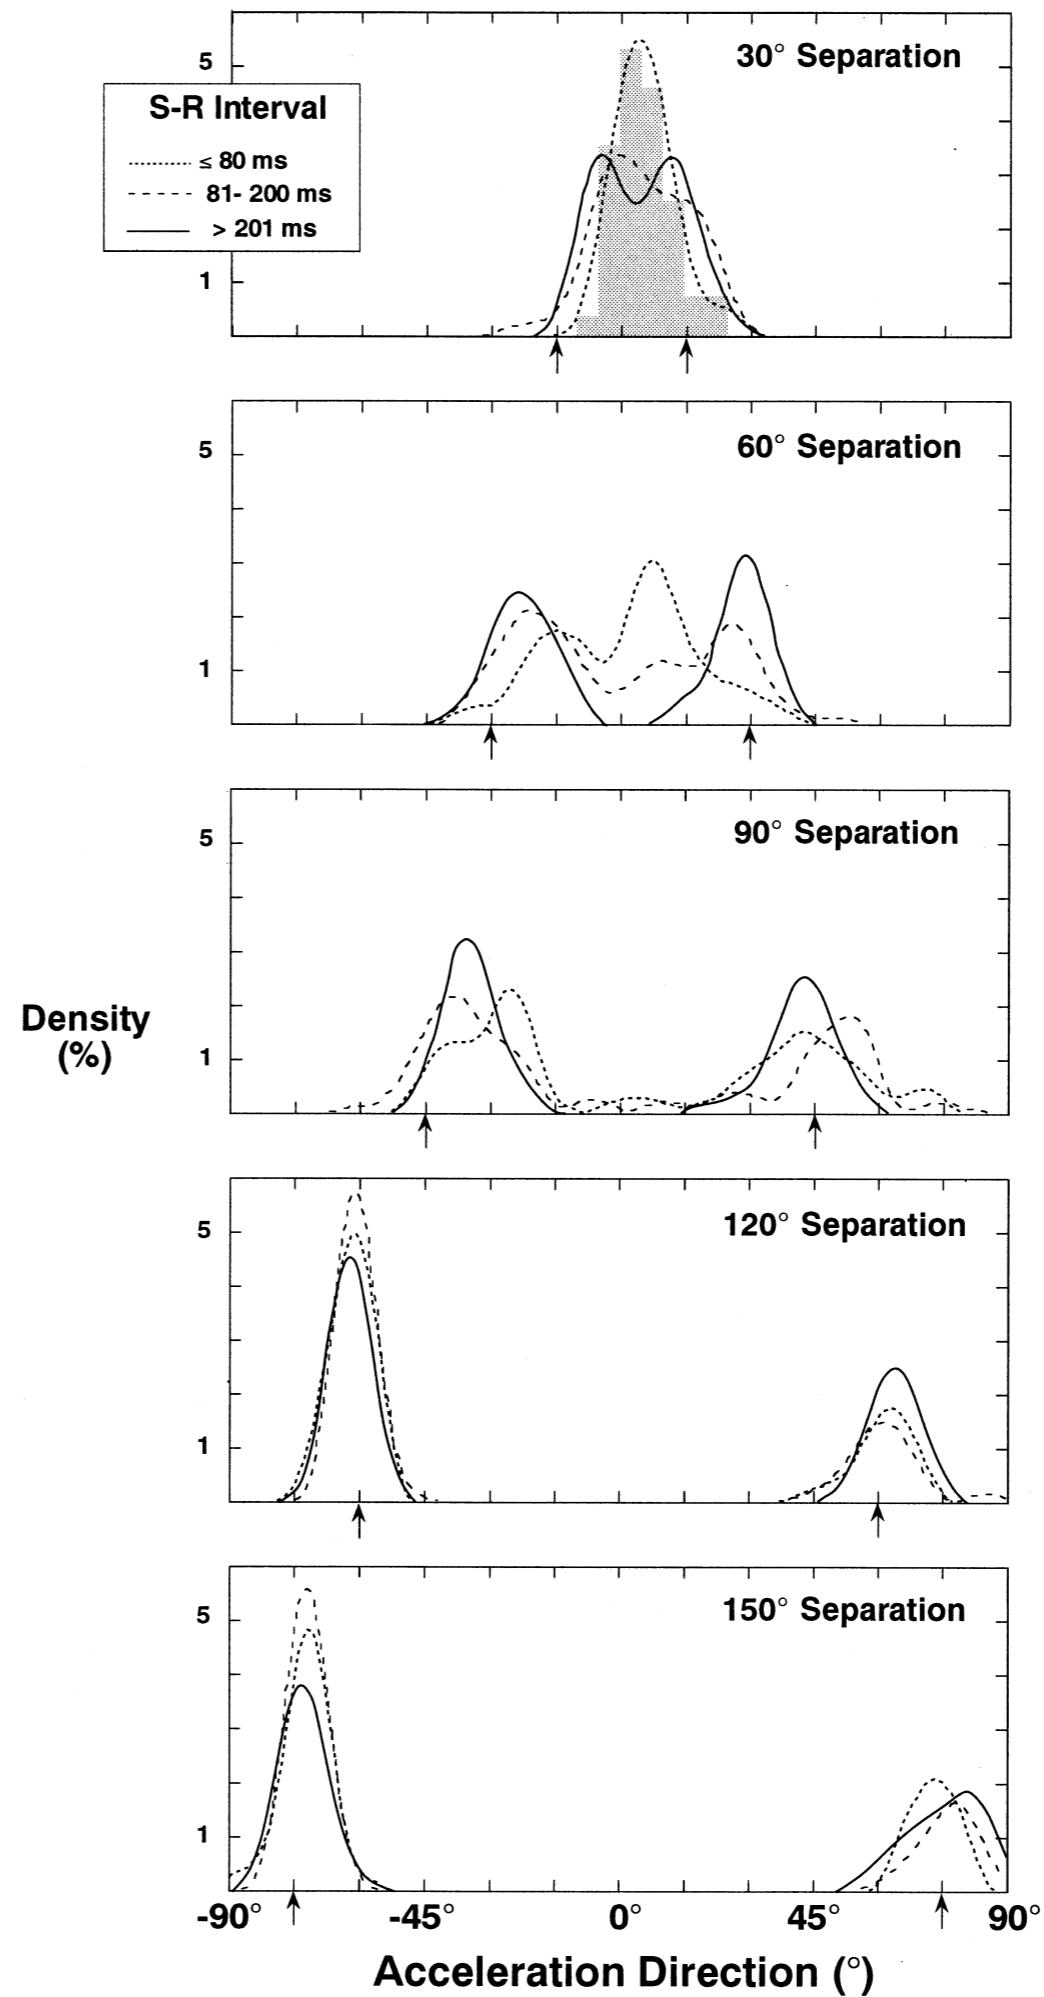 30° Separation
5
S-R Interval
≤ 80 ms
81- 200 ms
> 201 ms
1
60° Separation
5
1
90° Separation
5
Density
(%)
1
120° Separation
5
1
150° Separation
5
1
-90° -45° 0° 45° 90°
Acceleration Direction (°)